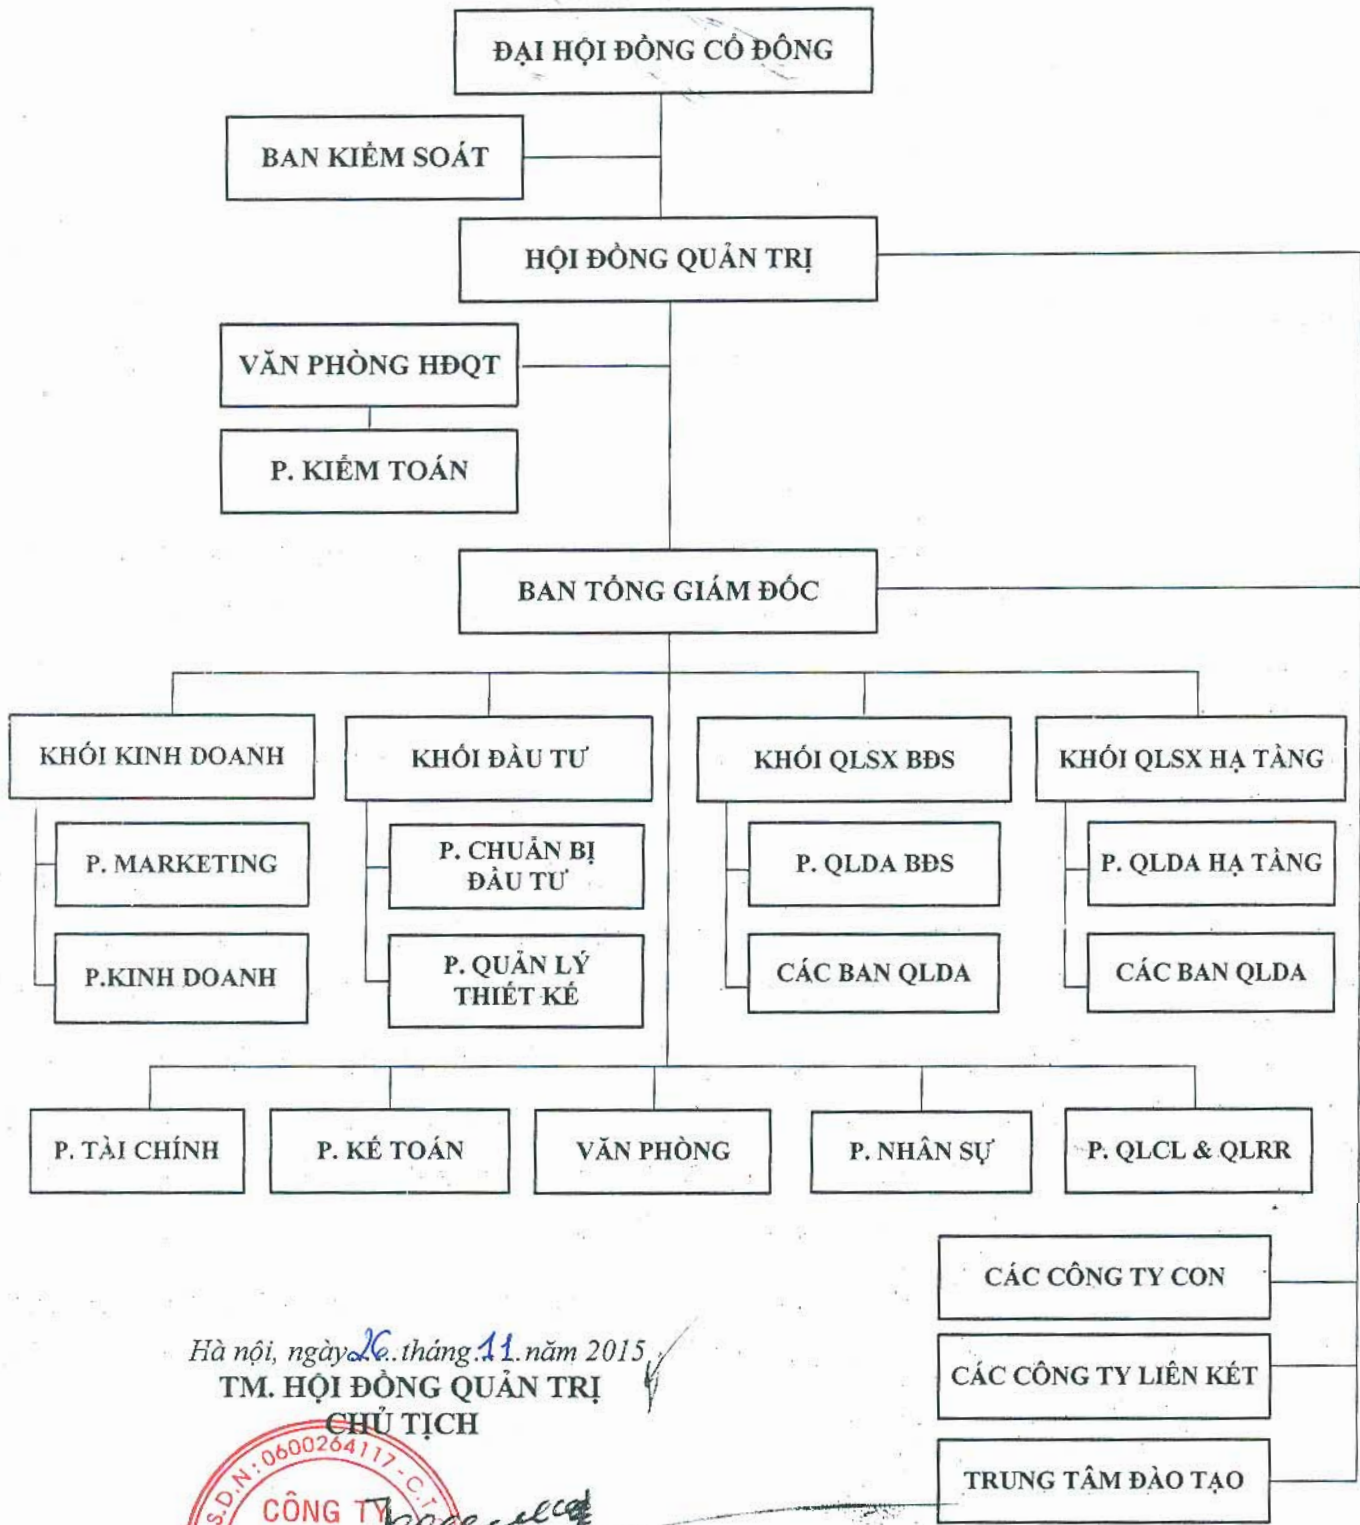 ĐẠI HỘI ĐỒNG CỔ ĐÔNG
BAN KIỂM SOÁT
HỘI ĐỒNG QUẢN TRỊ
VĂN PHÒNG HĐQT
P. KIỂM TOÁN
BAN TỔNG GIÁM ĐỐC
KHỐI KINH DOANH
KHỐI ĐẦU TƯ
KHỐI QLSX BĐS
KHỐI QLSX HẠ TẦNG
P. MARKETING
P. CHUẨN BỊ
ĐẦU TƯ
P. QLDA BĐS
P. QLDA HẠ TẦNG
P.KINH DOANH
P. QUẢN LÝ
THIẾT KẾ
CÁC BAN QLDA
CÁC BAN QLDA
P. TÀI CHÍNH
P. KẾ TOÁN
VĂN PHÒNG
P. NHÂN SỰ
P. QLCL & QLRR
CÁC CÔNG TY CON
CÁC CÔNG TY LIÊN KẾT
TRUNG TÂM ĐÀO TẠO
Hà nội, ngày 26 tháng 11 năm 2015
TM. HỘI ĐỒNG QUẢN TRỊ
CHỦ TỊCH
S.D.N: 0600264117-C.T
CÔNG TY